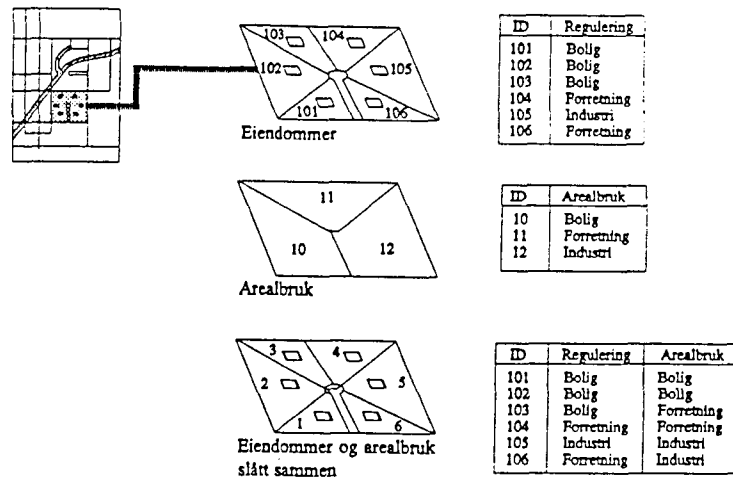 103 104
102 105
101 106
Eiendommer
ID Regulering
101 Bolig
102 Bolig
103 Bolig
104 Forretning
105 Industri
106 Forretning
11
10 12
Arealbruk
ID Arealbruk
10 Bolig
11 Forretning
12 Industri
3 4
2 5
1 6
Eiendommer og arealbruk
slått sammen
ID Regulering Arealbruk
101 Bolig Bolig
102 Bolig Bolig
103 Bolig Forretning
104 Forretning Forretning
105 Industri Industri
106 Forretning Industri